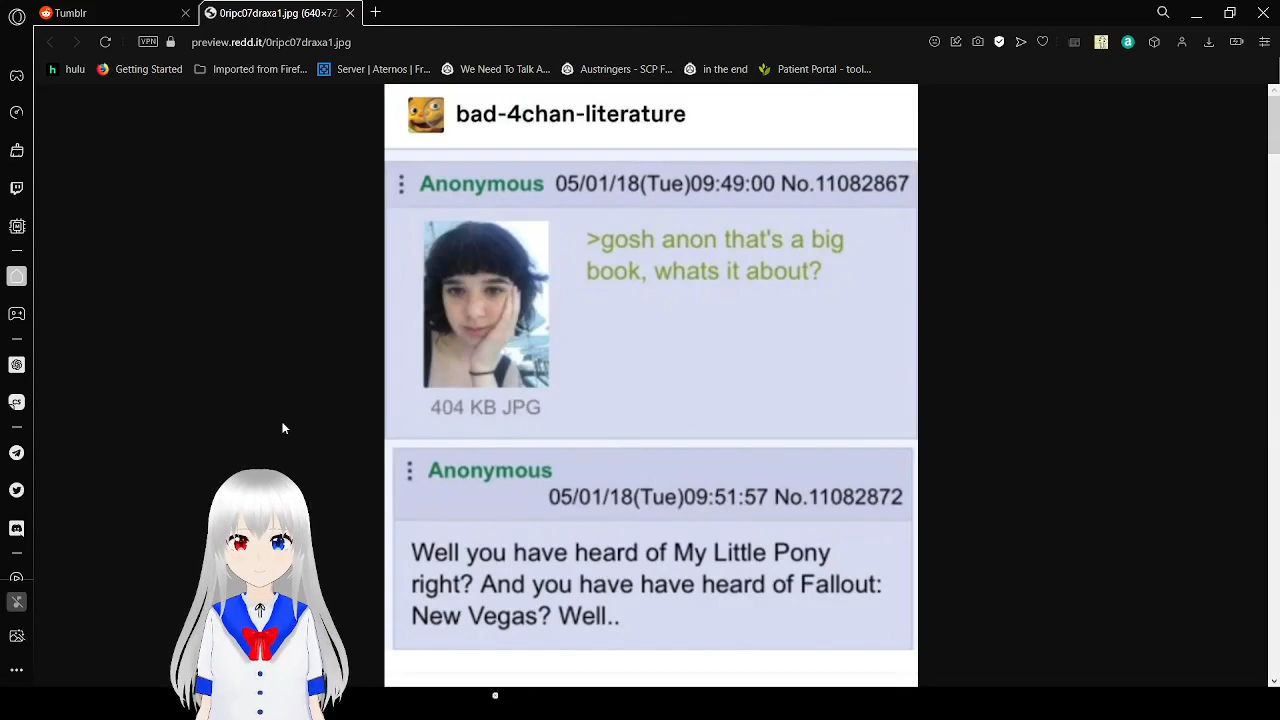 Tumblr
0ripc07draxa1.jpg (640×72
VPN
preview.redd.it/0ripc07draxa1.jpg
hulu
Getting Started
Imported from Firef...
Server | Aternos | Fr...
We Need To Talk A...
Austringers - SCP F...
in the end
Patient Portal - tool...
bad-4chan-literature
Anonymous 05/01/18(Tue)09:49:00 No.11082867
>gosh anon that's a big
book, whats it about?
404 KB JPG
Anonymous
05/01/18(Tue)09:51:57 No.11082872
Well you have heard of My Little Pony
right? And you have have heard of Fallout:
New Vegas? Well..